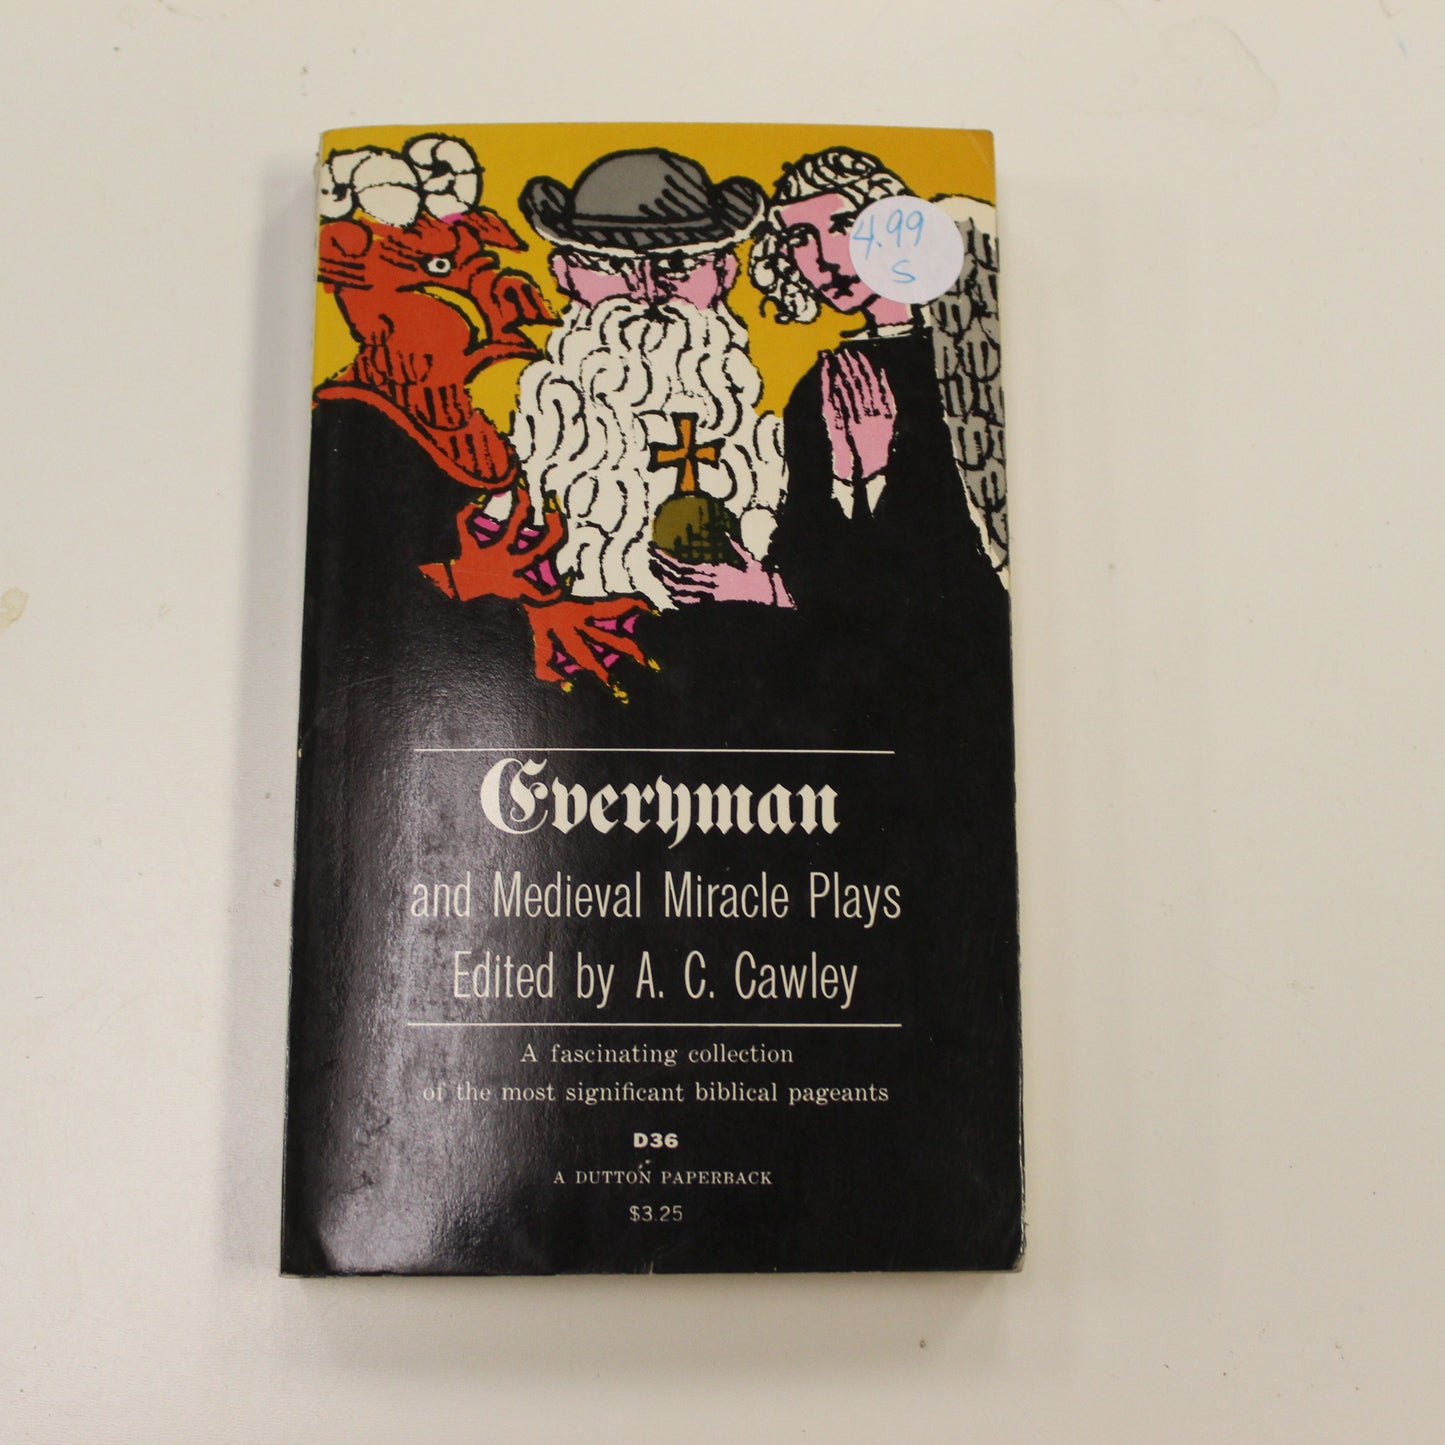 4.99
S
Everyman
and Medieval Miracle Plays
Edited by A. C. Cawley
A fascinating collection
of the most significant biblical pageants
D36
A DUTTON PAPERBACK
$3.25